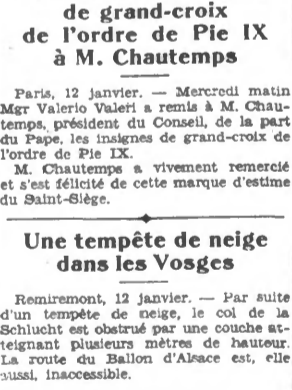 de grand-croix
de l'ordre de Pie IX
à M. Chautemps
Paris, 12 janvier. — Mercredi matin
Mgr Valerio Valeri a remis à M. Chau-
temps, président du Conseil, de la part
du Pape, les insignes de grand-croix de
l'ordre de Pie IX.
M. Chautemps a vivement remercié
et s'est félicité de cette marque d'estime
du Saint-Siège.
Une tempête de neige
dans les Vosges
Remiremont, 12 janvier. — Par suite
d'un tempête de neige, le col de la
Schlucht est obstrué par une couche at-
teignant plusieurs mètres de hauteur.
La route du Ballon d'Alsace est, elle
aussi, inaccessible.